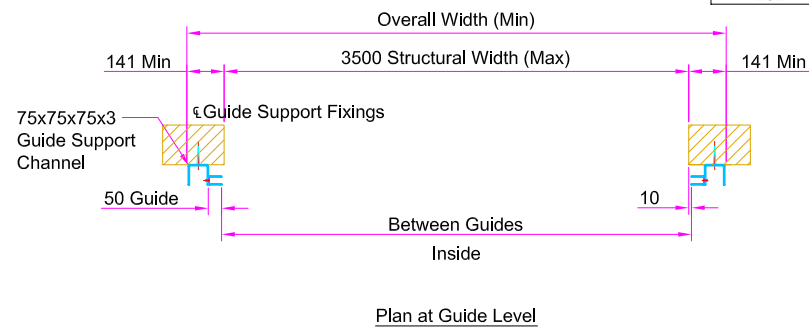 Overall Width (Min)
141 Min
3500 Structural Width (Max)
141 Min
℄Guide Support Fixings
75x75x75x3
Guide Support
Channel
50 Guide
10
Between Guides
Inside
Plan at Guide Level